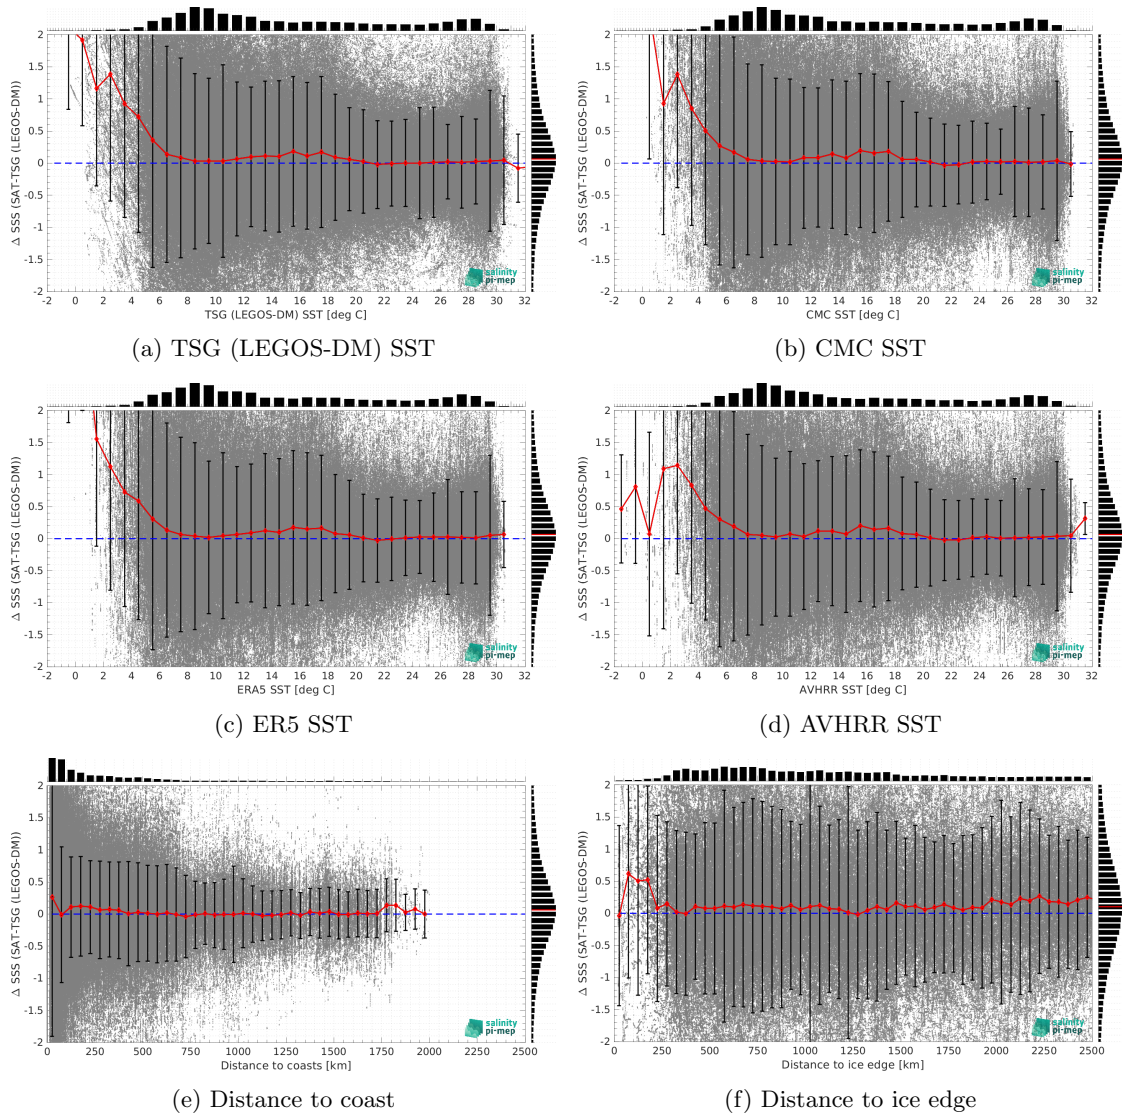 2
1.5
1
0.5
0
-0.5
-1
-1.5
-2
Δ SSS (SAT-TSG (LEGOS-DM))
salinity
pi-mep
-2 0 2 4 6 8 10 12 14 16 18 20 22 24 26 28 30 32
TSG (LEGOS-DM) SST [deg C]
(a) TSG (LEGOS-DM) SST
2
1.5
1
0.5
0
-0.5
-1
-1.5
-2
Δ SSS (SAT-TSG (LEGOS-DM))
salinity
pi-mep
-2 0 2 4 6 8 10 12 14 16 18 20 22 24 26 28 30 32
CMC SST [deg C]
(b) CMC SST
2
1.5
1
0.5
0
-0.5
-1
-1.5
-2
Δ SSS (SAT-TSG (LEGOS-DM))
salinity
pi-mep
-2 0 2 4 6 8 10 12 14 16 18 20 22 24 26 28 30 32
ERA5 SST [deg C]
(c) ER5 SST
2
1.5
1
0.5
0
-0.5
-1
-1.5
-2
Δ SSS (SAT-TSG (LEGOS-DM))
salinity
pi-mep
-2 0 2 4 6 8 10 12 14 16 18 20 22 24 26 28 30 32
AVHRR SST [deg C]
(d) AVHRR SST
2
1.5
1
0.5
0
-0.5
-1
-1.5
-2
Δ SSS (SAT-TSG (LEGOS-DM))
salinity
pi-mep
0 250 500 750 1000 1250 1500 1750 2000 2250 2500
Distance to coasts [km]
(e) Distance to coast
2
1.5
1
0.5
0
-0.5
-1
-1.5
-2
Δ SSS (SAT-TSG (LEGOS-DM))
salinity
pi-mep
0 250 500 750 1000 1250 1500 1750 2000 2250 2500
Distance to ice edge [km]
(f) Distance to ice edge